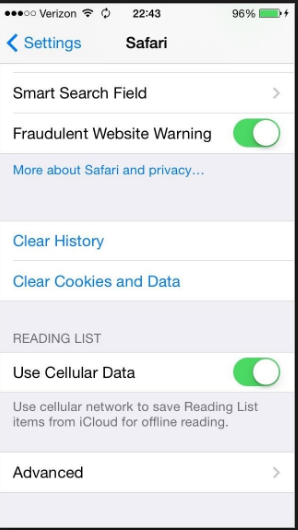 Verizon 22:43 96%
Settings Safari
Smart Search Field
Fraudulent Website Warning
More about Safari and privacy...
Clear History
Clear Cookies and Data
READING LIST
Use Cellular Data
Use cellular network to save Reading List
items from iCloud for offline reading.
Advanced